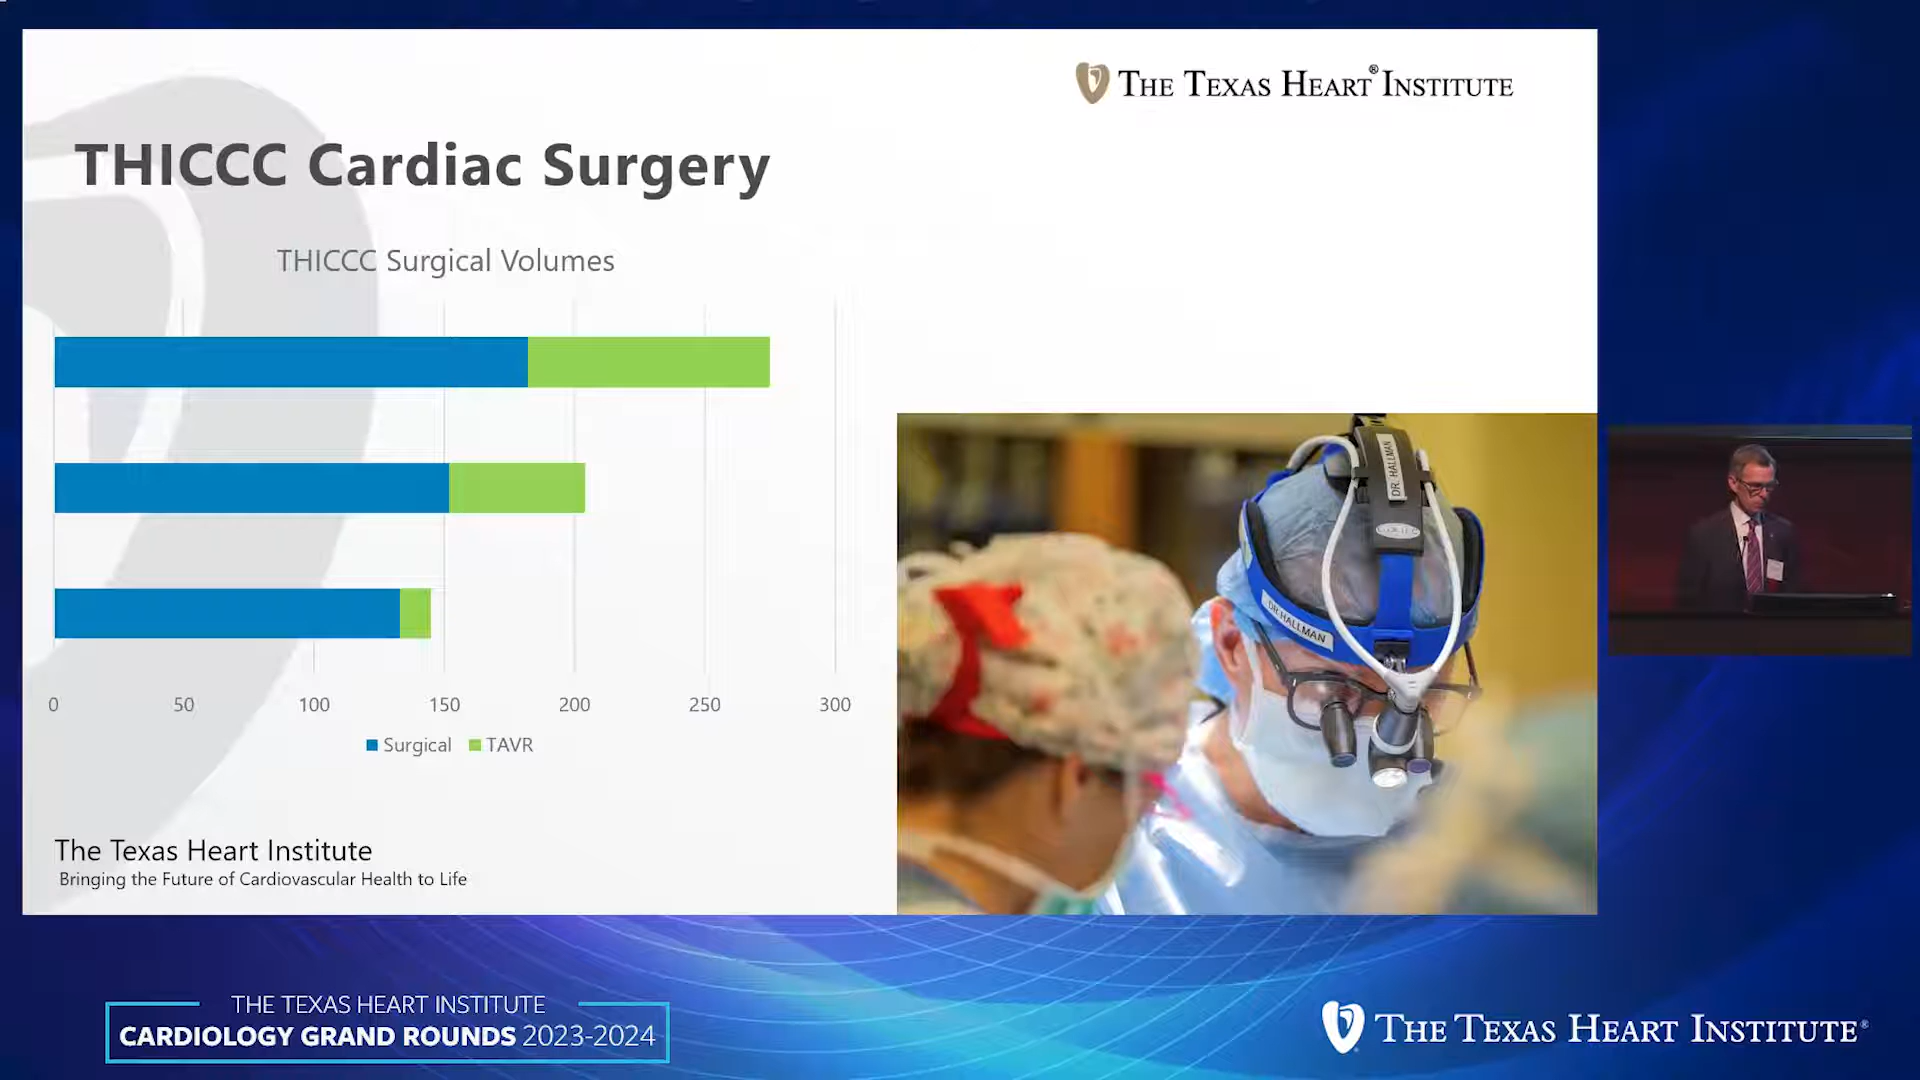 THE TEXAS HEART® INSTITUTE
THICCC Cardiac Surgery
THICCC Surgical Volumes
0 50 100 150 200 250 300
Surgical TAVR
DR. HALLMAN
DR. HALLMAN
The Texas Heart Institute
Bringing the Future of Cardiovascular Health to Life
THE TEXAS HEART INSTITUTE
CARDIOLOGY GRAND ROUNDS 2023-2024
THE TEXAS HEART INSTITUTE®